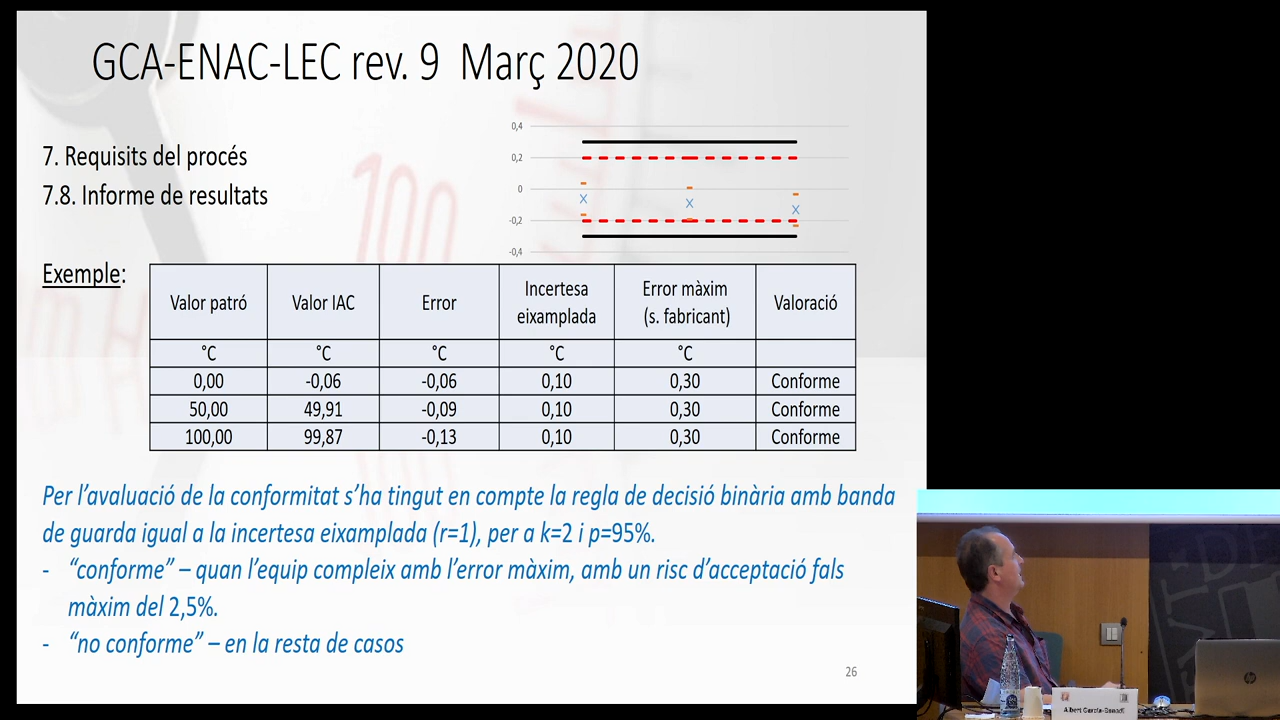 GCA-ENAC-LEC rev. 9 Març 2020
7. Requisits del procés
7.8. Informe de resultats
0,4
0,2
0
-0,2
-0,4
Exemple:
Valor patró Valor IAC Error Incertesa eixamplada Error màxim (s. fabricant) Valoració
°C °C °C °C °C
0,00 -0,06 -0,06 0,10 0,30 Conforme
50,00 49,91 -0,09 0,10 0,30 Conforme
100,00 99,87 -0,13 0,10 0,30 Conforme
Per l'avaluació de la conformitat s'ha tingut en compte la regla de decisió binària amb banda
de guarda igual a la incertesa eixamplada (r=1), per a k=2 i p=95%.
- "conforme" – quan l'equip compleix amb l'error màxim, amb un risc d'acceptació fals
màxim del 2,5%.
- "no conforme" – en la resta de casos
26
100
hp
Albert